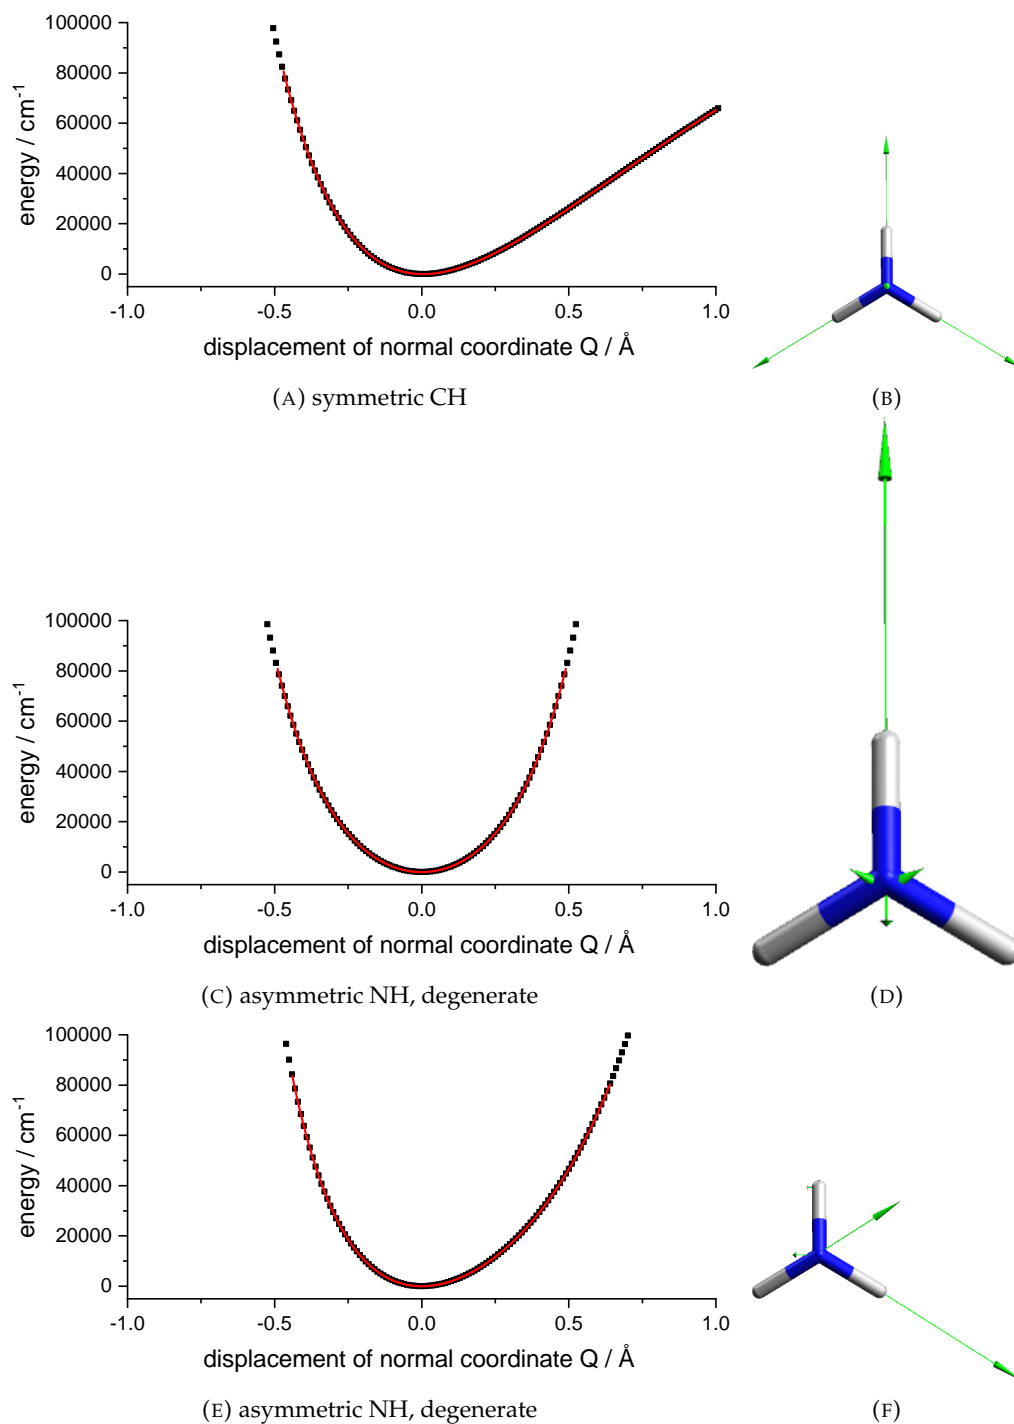 100000
80000
60000
40000
20000
0
energy / cm-1
-1.0 -0.5 0.0 0.5 1.0
displacement of normal coordinate Q / Å
(A) symmetric CH
(B)
100000
80000
60000
40000
20000
0
energy / cm-1
-1.0 -0.5 0.0 0.5 1.0
displacement of normal coordinate Q / Å
(C) asymmetric NH, degenerate
(D)
100000
80000
60000
40000
20000
0
energy / cm-1
-1.0 -0.5 0.0 0.5 1.0
displacement of normal coordinate Q / Å
(E) asymmetric NH, degenerate
(F)